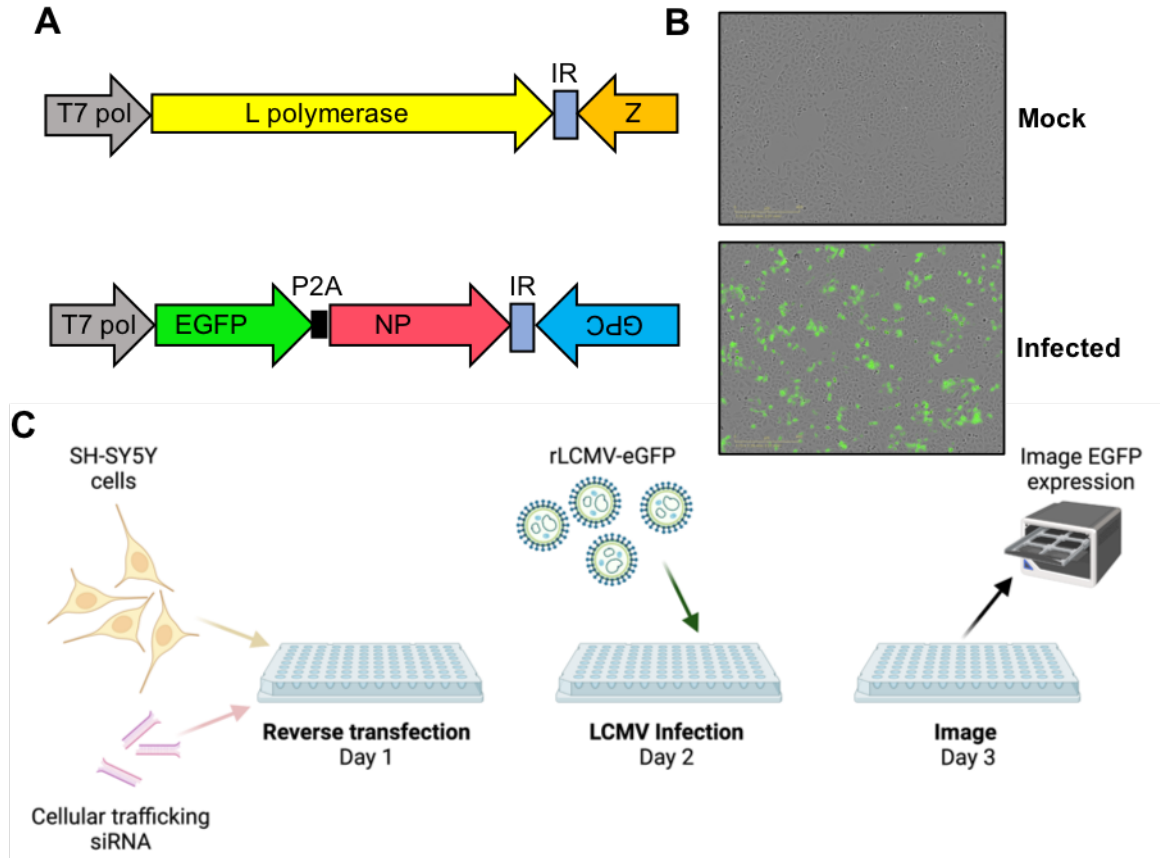 A
T7 pol
L polymerase
IR
Z
T7 pol
EGFP
P2A
NP
IR
GPC
B
Mock
Infected
C
SH-SY5Y
cells
Cellular trafficking
siRNA
Reverse transfection
Day 1
rLCMV-eGFP
LCMV Infection
Day 2
Image EGFP
expression
Image
Day 3